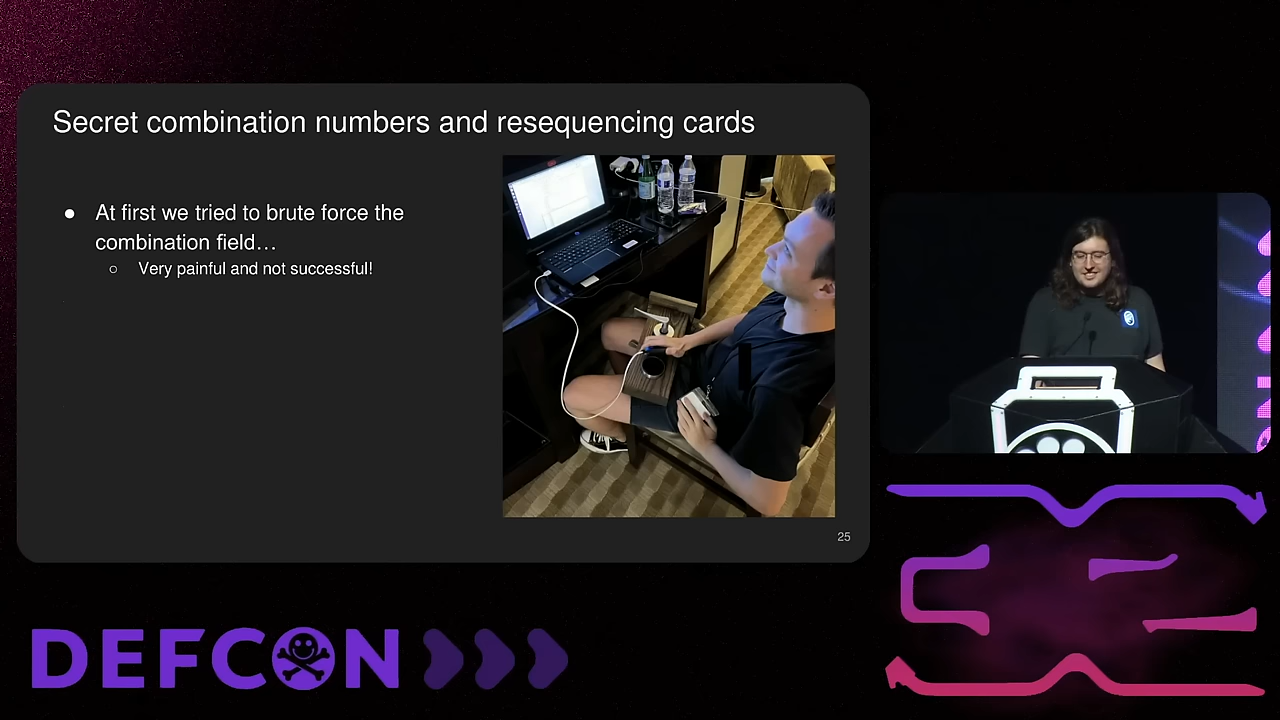 Secret combination numbers and resequencing cards
● At first we tried to brute force the
combination field…
○ Very painful and not successful!
25
DEFCON